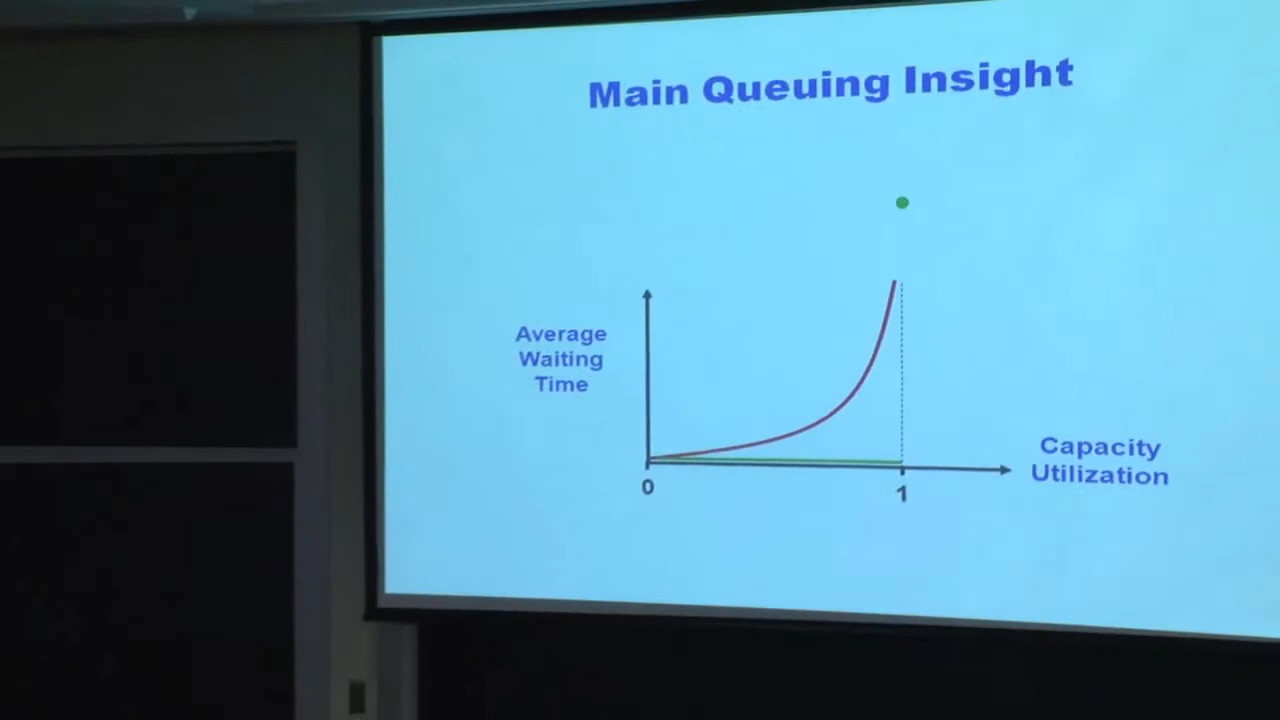 Main Queuing Insight
Average
Waiting
Time
Capacity
Utilization
0
1